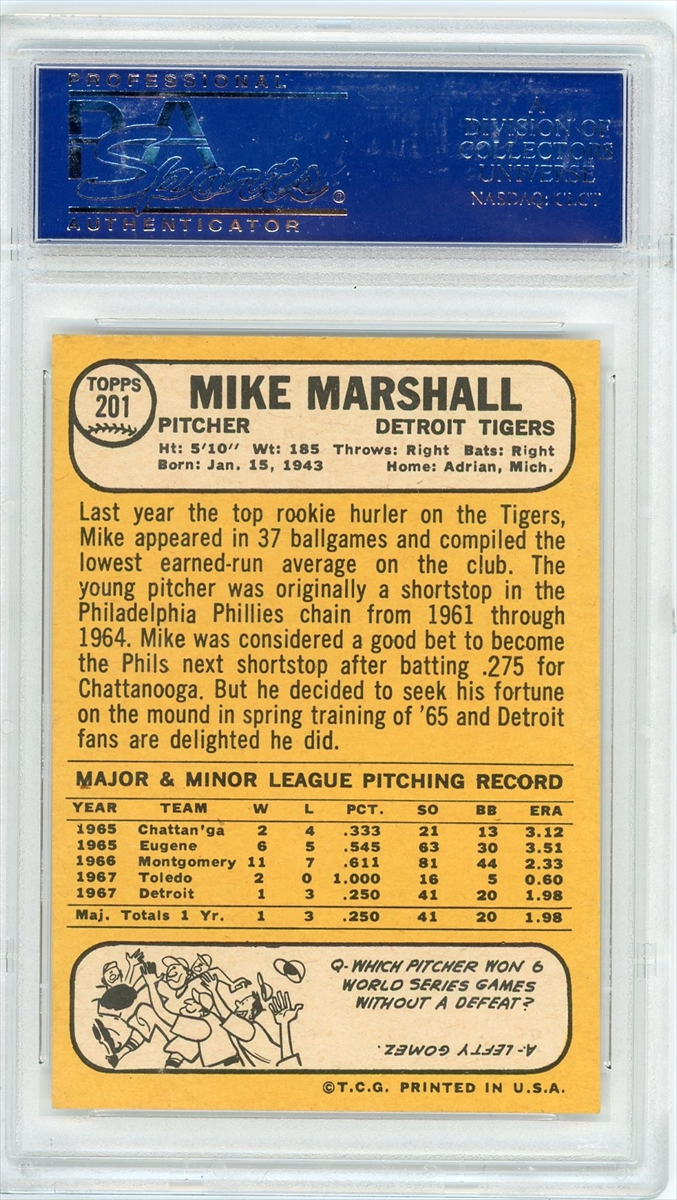 PROFESSIONAL
PSA
Sports®
AUTHENTICATOR
A
DIVISION OF
COLLECTORS
UNIVERSE
NASDAQ: CLCT
TOPPS
201
MIKE MARSHALL
PITCHER DETROIT TIGERS
Ht: 5'10" Wt: 185 Throws: Right Bats: Right
Born: Jan. 15, 1943 Home: Adrian, Mich.
Last year the top rookie hurler on the Tigers,
Mike appeared in 37 ballgames and compiled the
lowest earned-run average on the club. The
young pitcher was originally a shortstop in the
Philadelphia Phillies chain from 1961 through
1964. Mike was considered a good bet to become
the Phils next shortstop after batting .275 for
Chattanooga. But he decided to seek his fortune
on the mound in spring training of '65 and Detroit
fans are delighted he did.
MAJOR & MINOR LEAGUE PITCHING RECORD
YEAR TEAM W L PCT. SO BB ERA
1965 Chattan'ga 2 4 .333 21 13 3.12
1965 Eugene 6 5 .545 63 30 3.51
1966 Montgomery 11 7 .611 81 44 2.33
1967 Toledo 2 0 1.000 16 5 0.60
1967 Detroit 1 3 .250 41 20 1.98
Maj. Totals 1 Yr. 1 3 .250 41 20 1.98
Q-WHICH PITCHER WON 6
WORLD SERIES GAMES
WITHOUT A DEFEAT?
A-LEFTY GOMEZ.
©T.C.G. PRINTED IN U.S.A.